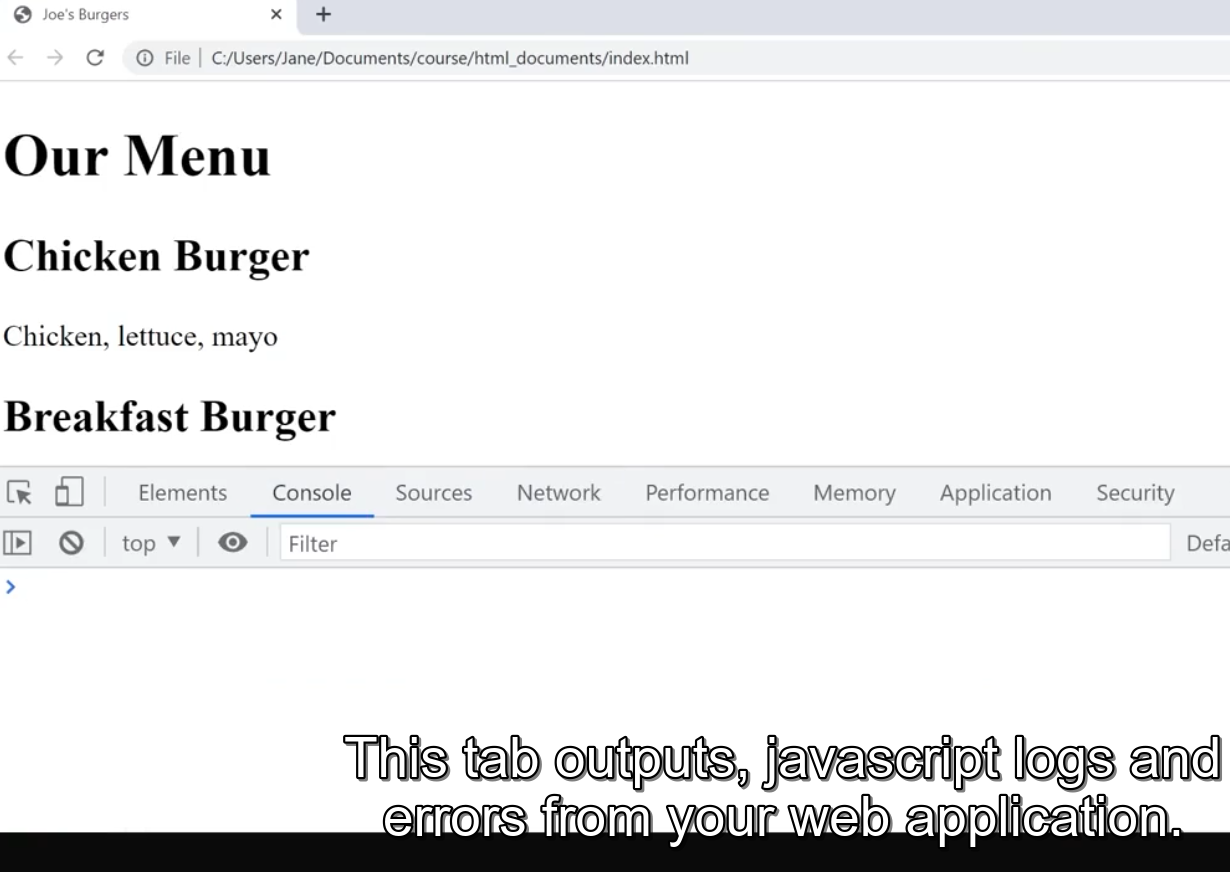 Joe's Burgers
File | C:/Users/Jane/Documents/course/html_documents/index.html
Our Menu
Chicken Burger
Chicken, lettuce, mayo
Breakfast Burger
Elements Console Sources Network Performance Memory Application Security
top Filter Defa
This tab outputs, javascript logs and
errors from your web application.